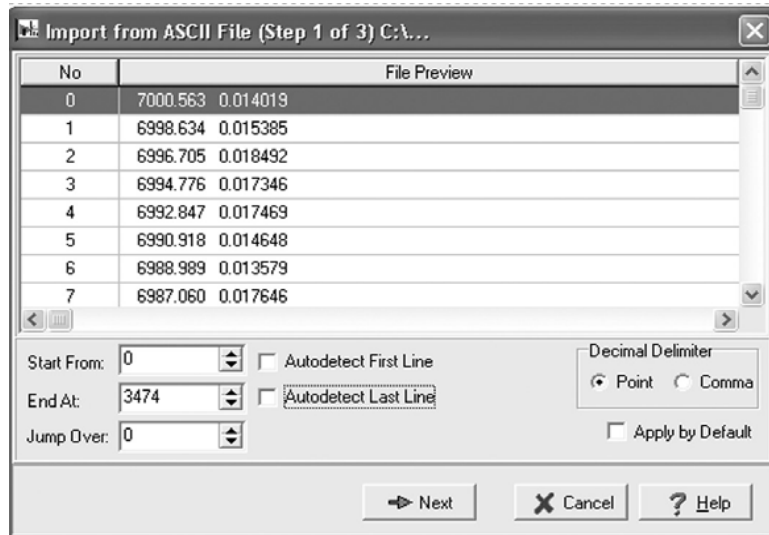 Import from ASCII File (Step 1 of 3) C:\...
No File Preview
0 7000.563 0.014019
1 6998.634 0.015385
2 6996.705 0.018492
3 6994.776 0.017346
4 6992.847 0.017469
5 6990.918 0.014648
6 6988.989 0.013579
7 6987.060 0.017646
Start From: 0 Autodetect First Line Decimal Delimiter
End At: 3474 Autodetect Last Line Point Comma
Jump Over: 0 Apply by Default
Next Cancel Help